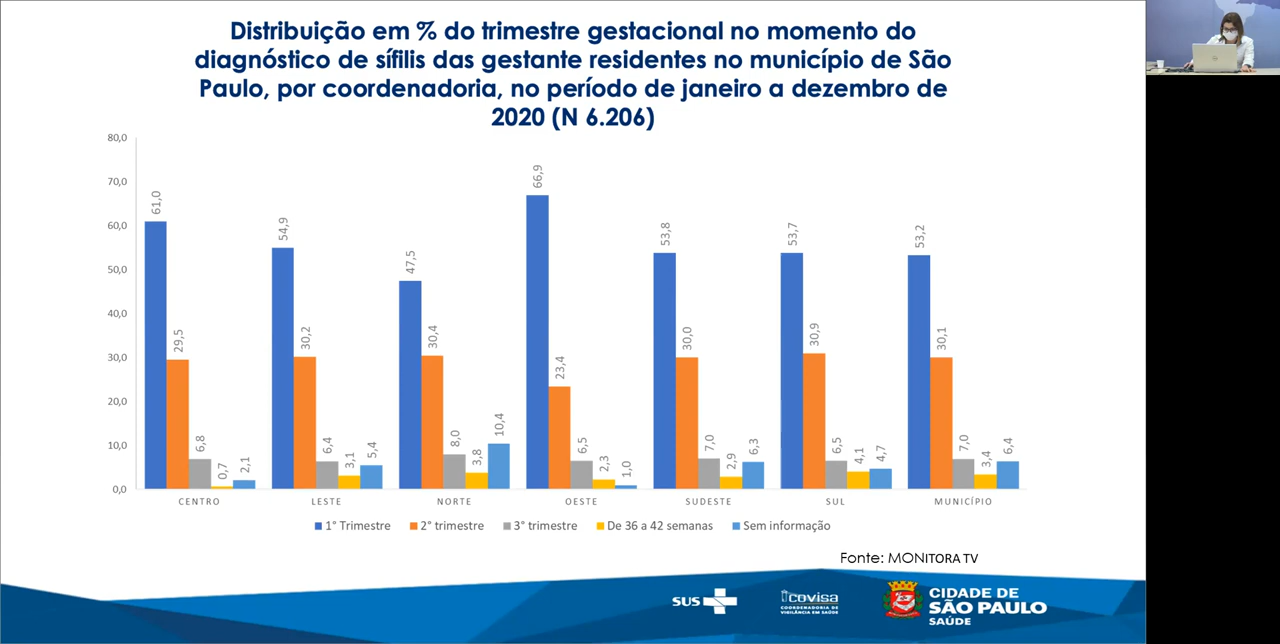 Distribuição em % do trimestre gestacional no momento do
diagnóstico de sífilis das gestante residentes no município de São
Paulo, por coordenadoria, no período de janeiro a dezembro de
2020 (N 6.206)
80,0
70,0
60,0
50,0
40,0
30,0
20,0
10,0
0,0
61,0
29,5
6,8
0,7
2,1
54,9
30,2
6,4
3,1
5,4
47,5
30,4
8,0
3,8
10,4
66,9
23,4
6,5
2,3
1,0
53,8
30,0
7,0
2,9
6,3
53,7
30,9
6,5
4,1
4,7
53,2
30,1
7,0
3,4
6,4
CENTRO
LESTE
NORTE
OESTE
SUDESTE
SUL
MUNICÍPIO
1° Trimestre
2° trimestre
3° trimestre
De 36 a 42 semanas
Sem informação
Fonte: MONITORA TV
SUS
covisa
COORDENADORIA DE
VIGILÂNCIA EM SAÚDE
CIDADE DE
SÃO PAULO
SAÚDE